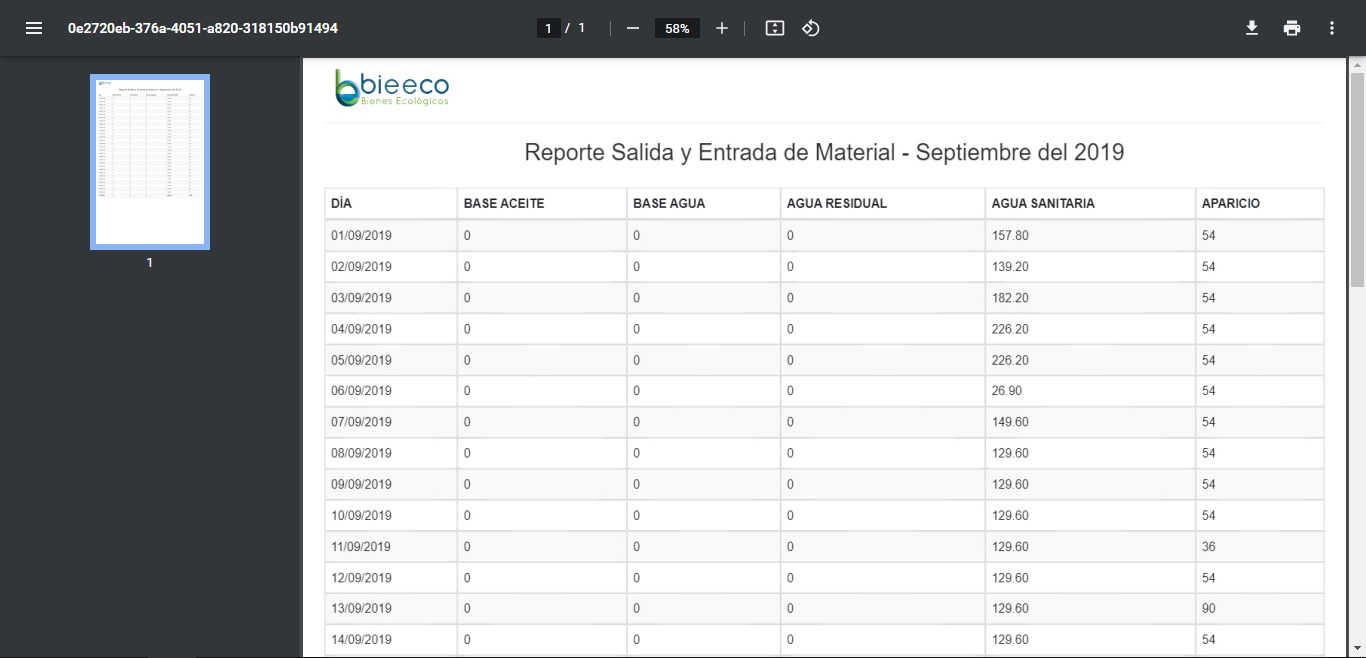 0e2720eb-376a-4051-a820-318150b91494
1 / 1
58%
1
bieeco
Bienes Ecológicos
Reporte Salida y Entrada de Material - Septiembre del 2019
DÍA BASE ACEITE BASE AGUA AGUA RESIDUAL AGUA SANITARIA APARICIO
01/09/2019 0 0 0 157.80 54
02/09/2019 0 0 0 139.20 54
03/09/2019 0 0 0 182.20 54
04/09/2019 0 0 0 226.20 54
05/09/2019 0 0 0 226.20 54
06/09/2019 0 0 0 26.90 54
07/09/2019 0 0 0 149.60 54
08/09/2019 0 0 0 129.60 54
09/09/2019 0 0 0 129.60 54
10/09/2019 0 0 0 129.60 54
11/09/2019 0 0 0 129.60 36
12/09/2019 0 0 0 129.60 54
13/09/2019 0 0 0 129.60 90
14/09/2019 0 0 0 129.60 54